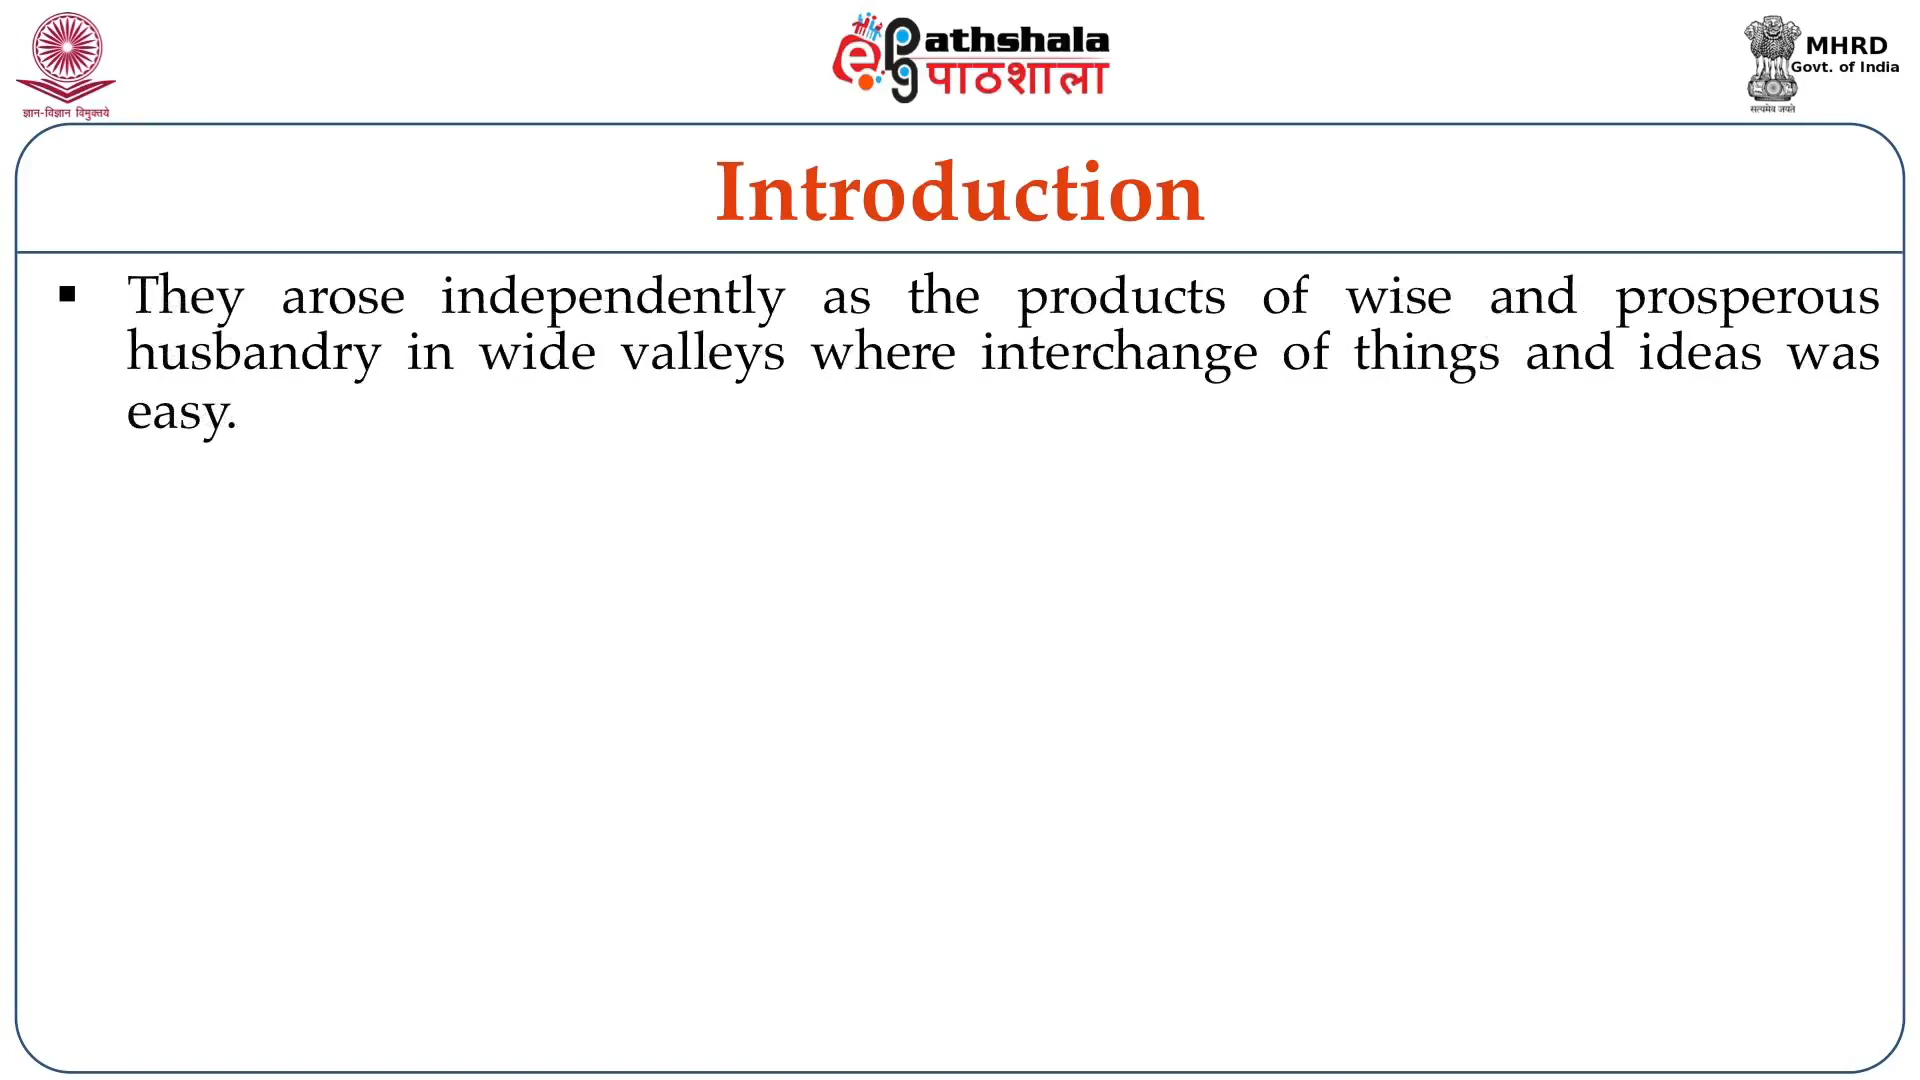 ज्ञान-विज्ञान विमुक्तये
e PG athshala
पाठशाला
MHRD
Govt. of India
सत्यमेव जयते
Introduction
▪ They arose independently as the products of wise and prosperous
husbandry in wide valleys where interchange of things and ideas was
easy.